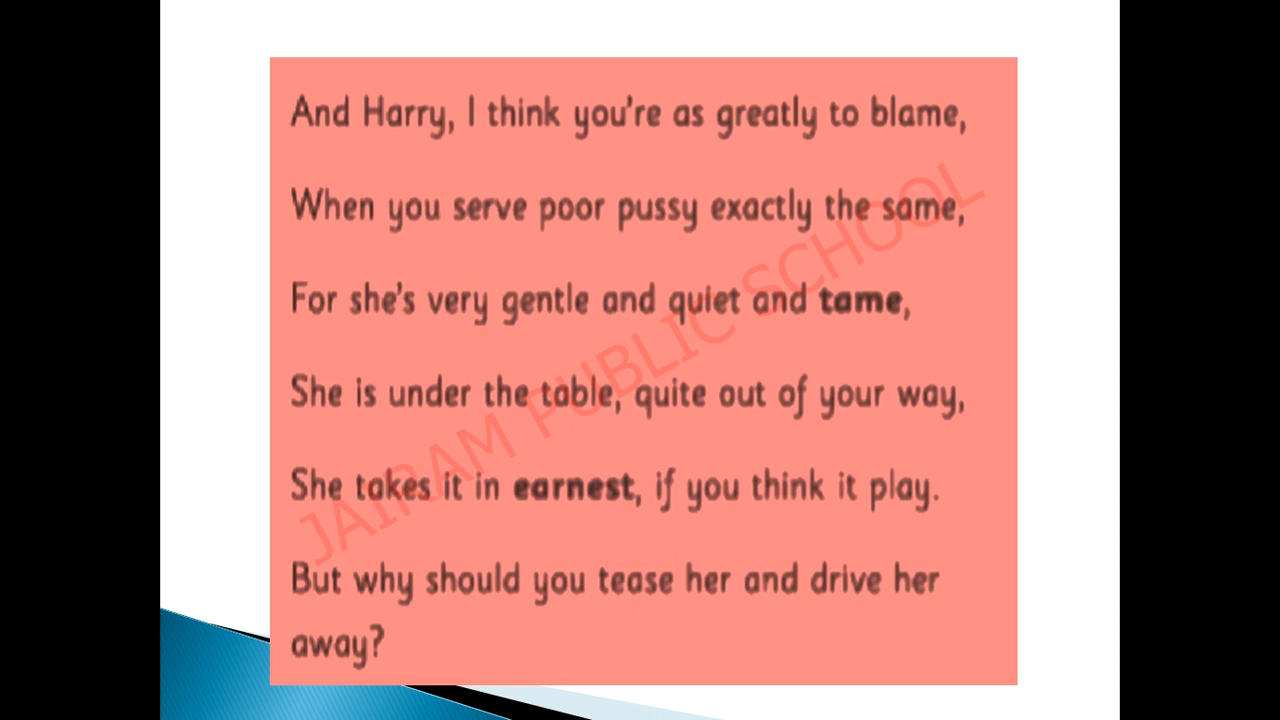 And Harry, I think you're as greatly to blame,
When you serve poor pussy exactly the same,
For she's very gentle and quiet and tame,
She is under the table, quite out of your way,
She takes it in earnest, if you think it play.
But why should you tease her and drive her
away?
JAIRAM PUBLIC SCHOOL